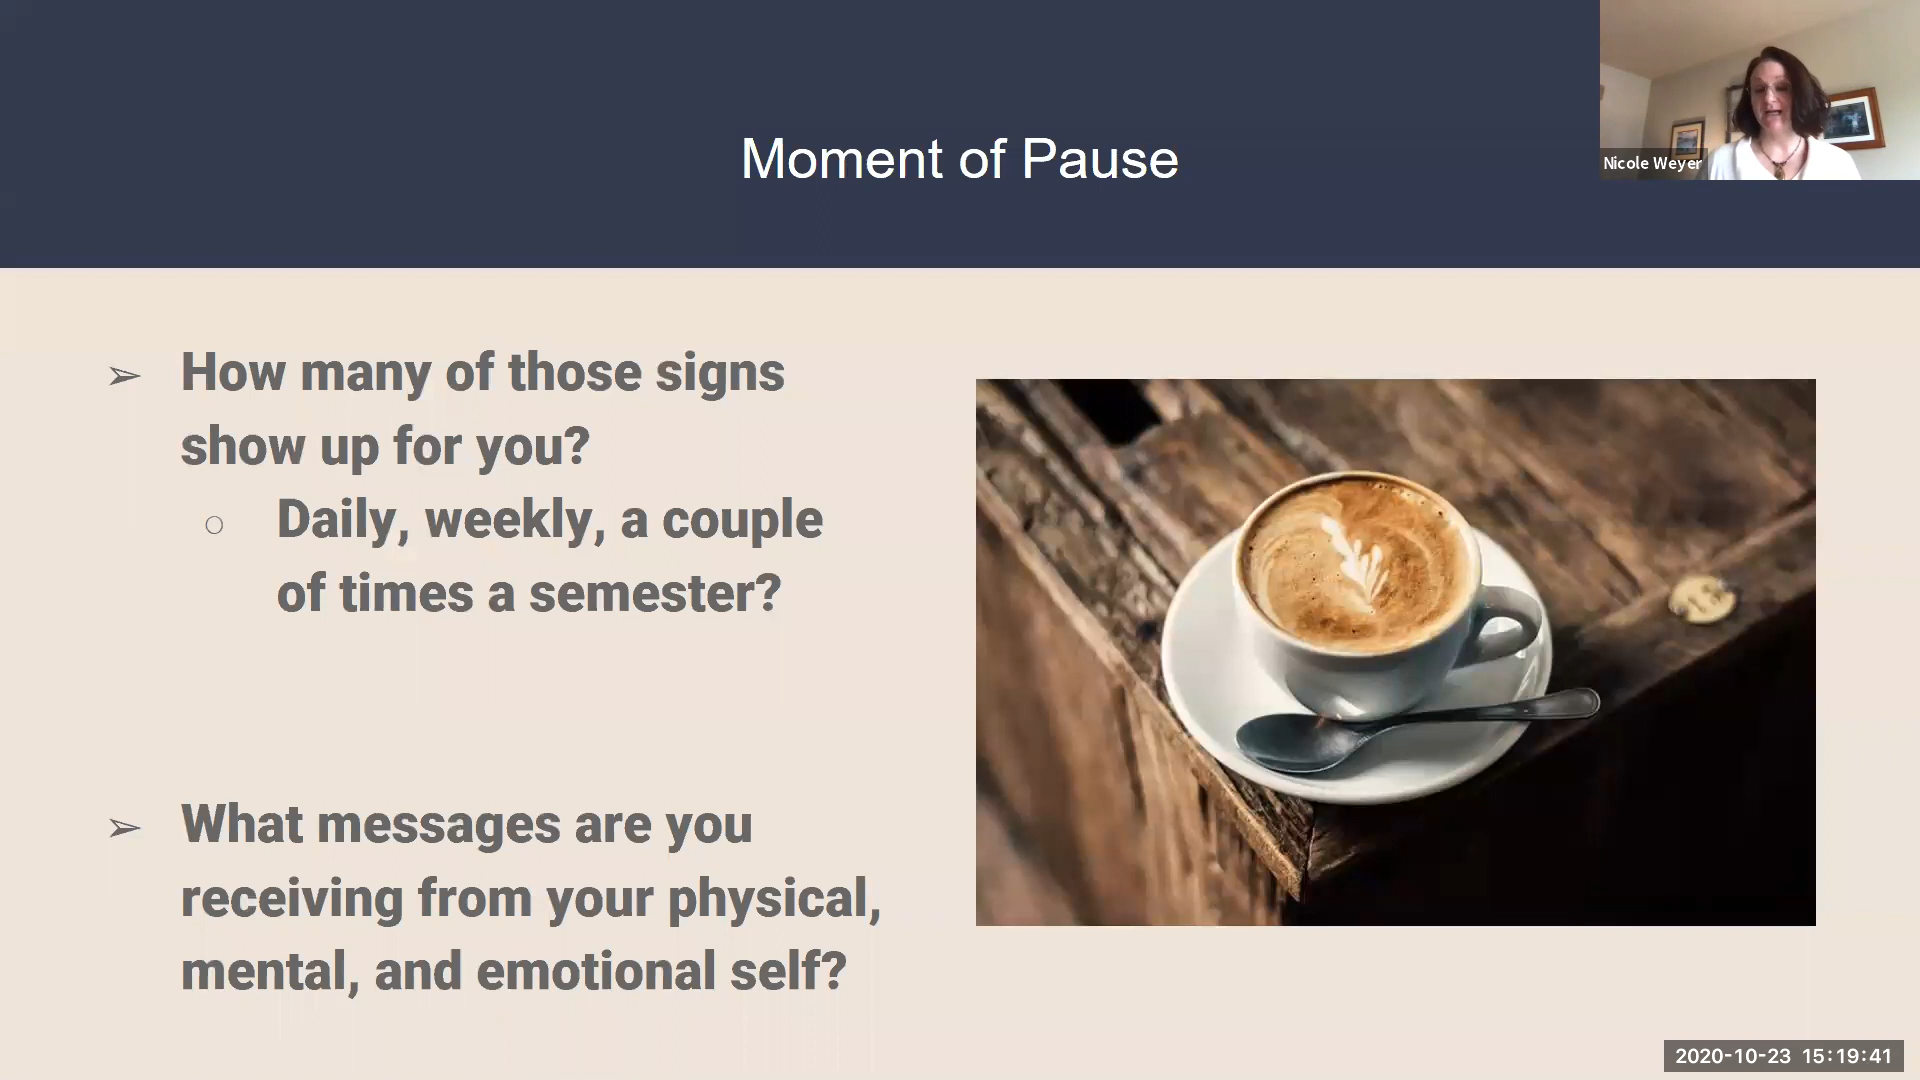 Moment of Pause
Nicole Weyer
➢ How many of those signs
show up for you?
○ Daily, weekly, a couple
of times a semester?
➢ What messages are you
receiving from your physical,
mental, and emotional self?
2020-10-23 15:19:41